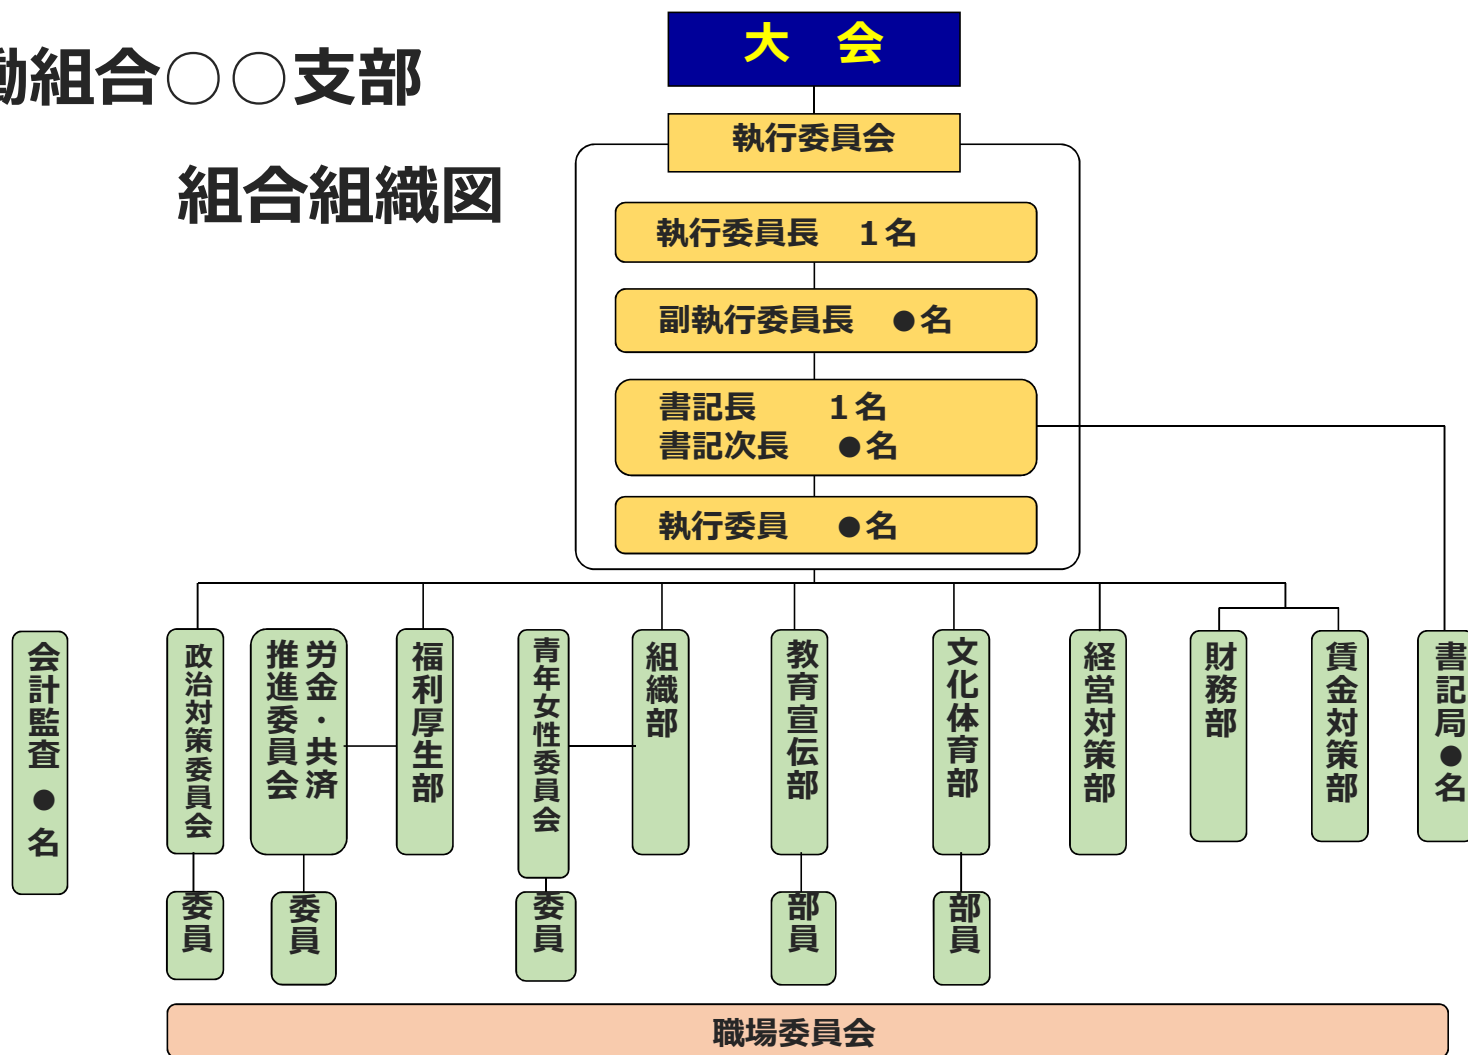 大　会
働組合○○支部
組合組織図
執行委員会
執行委員長　１名
副執行委員長　●名
書記長　　１名
書記次長　●名
執行委員　●名
会計監査●名
政治対策委員会
労金・共済
推進委員会
福利厚生部
青年女性委員会
組織部
教育宣伝部
文化体育部
経営対策部
財務部
賃金対策部
書記局●名
委員
委員
委員
部員
部員
職場委員会